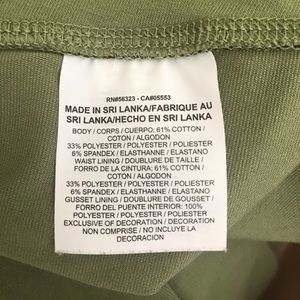 RN#56323 - CA#05553
MADE IN SRI LANKA/FABRIQUE AU
SRI LANKA/HECHO EN SRI LANKA
BODY / CORPS / CUERPO: 61% COTTON /
COTON / ALGODON
33% POLYESTER / POLYESTER / POLIESTER
6% SPANDEX / ELASTHANNE / ELASTANO
WAIST LINING / DOUBLURE DE TAILLE /
FORRO DE LA CINTURA : 61% COTTON /
COTON / ALGODON
33% POLYESTER / POLYESTER / POLIESTER
6% SPANDEX / ELASTHANNE / ELASTANO
GUSSET LINING / DOUBLURE DE GOUSSET /
FORRO DEL PUENTE INTERIOR: 100%
POLYESTER / POLYESTER / POLIESTER
EXCLUSIVE OF DECORATION / DECORATION
NON COMPRISE / NO INCLUYE LA
DECORACION